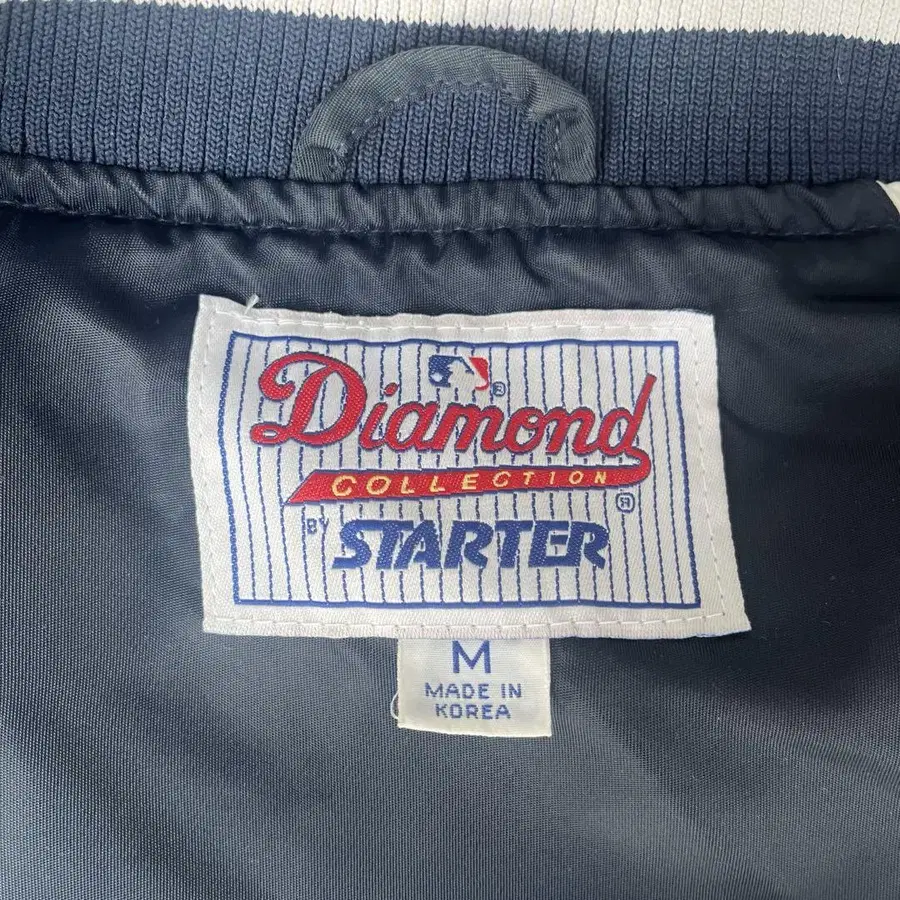 Diamond
COLLECTION
BY STARTER
M
MADE IN
KOREA